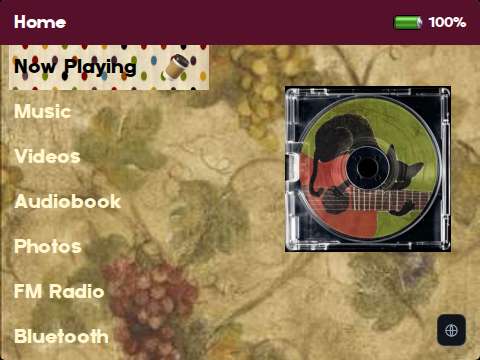 Home
100%
Now Playing
Music
Videos
Audiobook
Photos
FM Radio
Bluetooth